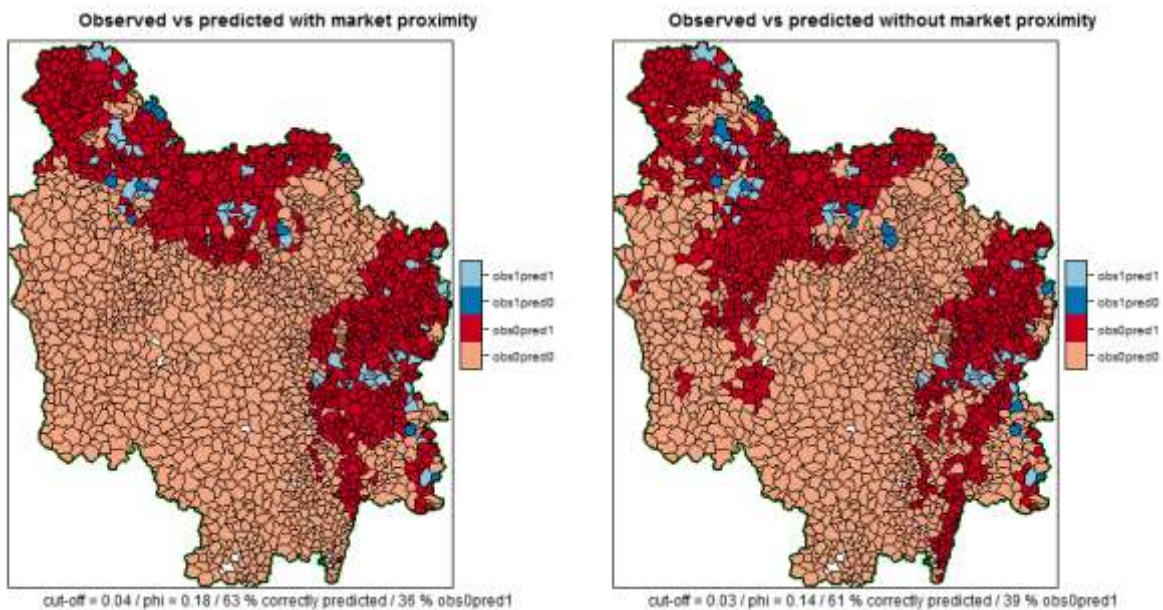 Observed vs predicted with market proximity
obs1pred1
obs1pred0
obs0pred1
obs0pred0
cut-off = 0.04 / phi = 0.18 / 63 % correctly predicted / 36 % obs0pred1
Observed vs predicted without market proximity
obs1pred1
obs1pred0
obs0pred1
obs0pred0
cut-off = 0.03 / phi = 0.14 / 61 % correctly predicted / 39 % obs0pred1